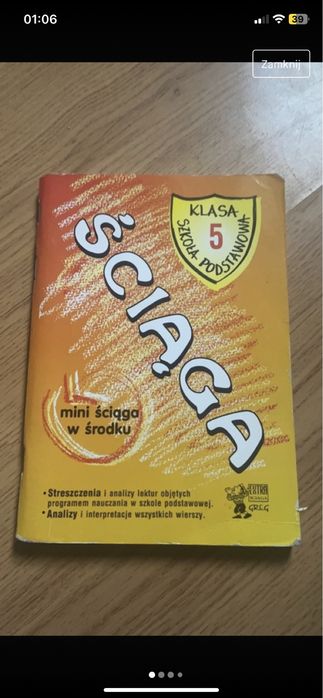 01:06
39
Zamknij
KLASA
5
SZKOŁA PODSTAWOWA
ŚCIĄGA
mini ściąga
w środku
• Streszczenia i analizy lektur objętych
programem nauczania w szkole podstawowej.
• Analizy i interpretacje wszystkich wierszy.
GREG